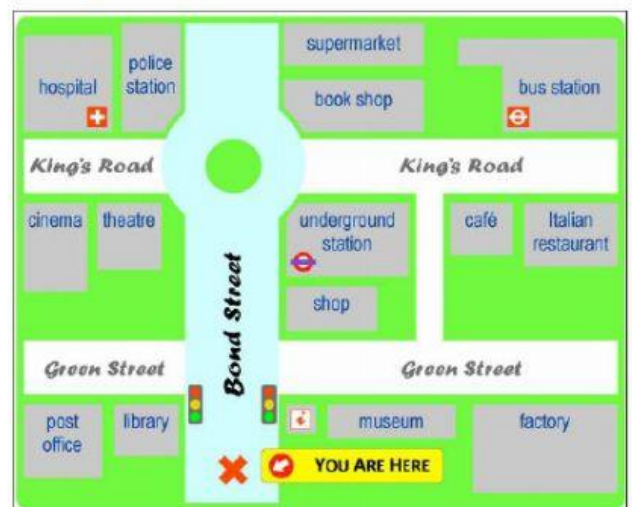 supermarket
police
station
hospital
bus station
book shop
King's Road
King's Road
cinema
theatre
underground
station
café
Italian
restaurant
shop
Bond Street
Green Street
Green Street
post
office
library
museum
factory
YOU ARE HERE